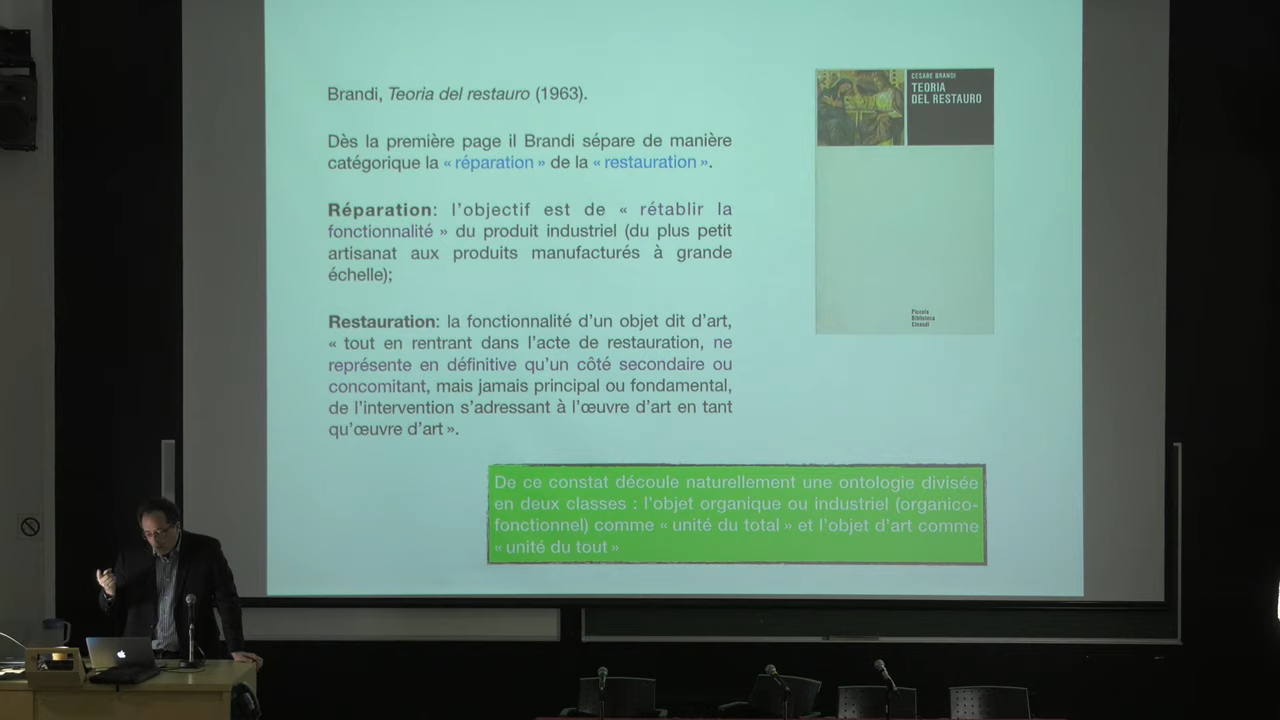 Brandi, Teoria del restauro (1963).
Dès la première page il Brandi sépare de manière
catégorique la « réparation » de la « restauration ».
Réparation: l’objectif est de « rétablir la
fonctionnalité » du produit industriel (du plus petit
artisanat aux produits manufacturés à grande
échelle);
Restauration: la fonctionnalité d’un objet dit d’art,
« tout en rentrant dans l’acte de restauration, ne
représente en définitive qu’un côté secondaire ou
concomitant, mais jamais principal ou fondamental,
de l’intervention s’adressant à l’œuvre d’art en tant
qu’œuvre d’art ».
CESARE BRANDI
TEORIA
DEL RESTAURO
Piccola
Biblioteca
Einaudi
De ce constat découle naturellement une ontologie divisée
en deux classes : l’objet organique ou industriel (organico-
fonctionnel) comme « unité du total » et l’objet d’art comme
« unité du tout »